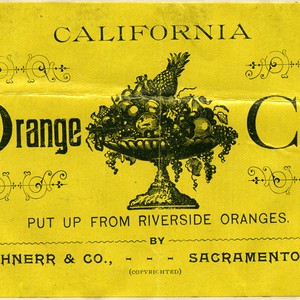 CALIFORNIA
Orange C
PUT UP FROM RIVERSIDE ORANGES.
BY
HNERR & CO., - - - SACRAMENTO
(COPYRIGHTED)